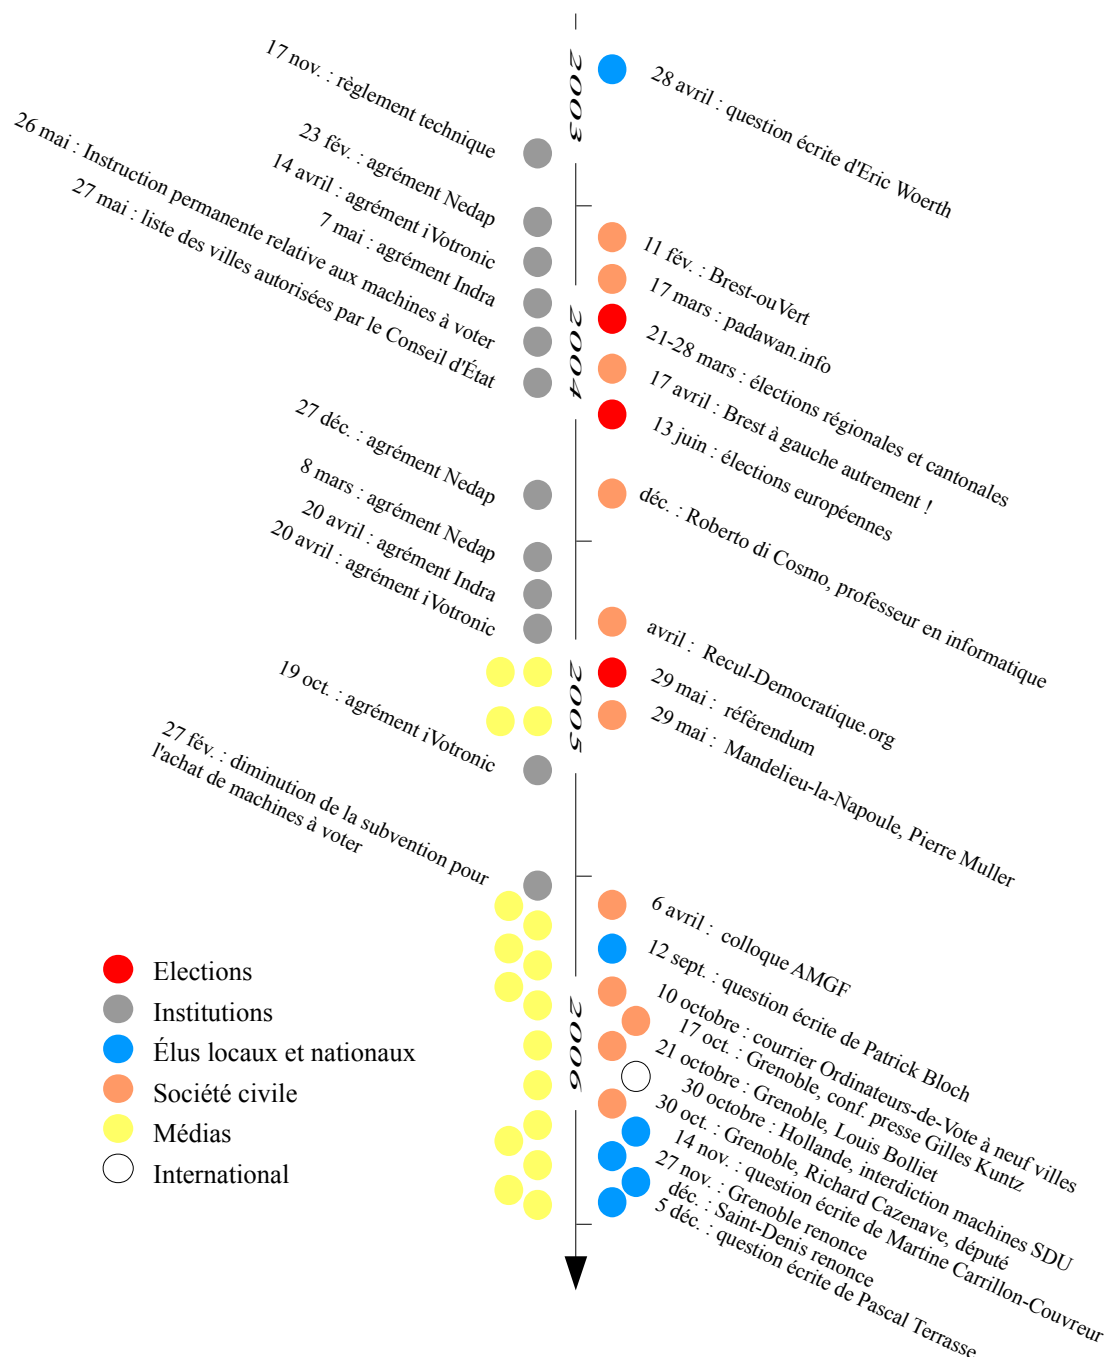 2003
28 avril : question écrite d'Eric Woerth
17 nov. : règlement technique
23 fév. : agrément Nedap
14 avril : agrément iVotronic
7 mai : agrément Indra
26 mai : Instruction permanente relative aux machines à voter
27 mai : liste des villes autorisées par le Conseil d'État
2004
11 fév. : Brest-ouVert
17 mars : padawan.info
21-28 mars : élections régionales et cantonales
17 avril : Brest à gauche autrement !
13 juin : élections européennes
déc. : Roberto di Cosmo, professeur en informatique
27 déc. : agrément Nedap
8 mars : agrément Nedap
20 avril : agrément Indra
20 avril : agrément iVotronic
2005
avril :  Recul-Democratique.org
29 mai :  référendum
29 mai :  Mandelieu-la-Napoule, Pierre Muller
19 oct. : agrément iVotronic
27 fév. : diminution de la subvention pour
l'achat de machines à voter
2006
6 avril :  colloque AMGF
12 sept. : question écrite de Patrick Bloch
10 octobre : courrier Ordinateurs-de-Vote à neuf villes
17 oct. : Grenoble, conf. presse Gilles Kuntz
21 octobre : Grenoble, Louis Bolliet
30 octobre : Hollande, interdiction machines SDU
30 oct. : Grenoble, Richard Cazenave, député
14 nov. : question écrite de Martine Carrillon-Couvreur
27 nov. : Grenoble renonce
déc. : Saint-Denis renonce
5 déc. : question écrite de Pascal Terrasse
Elections
Institutions
Élus locaux et nationaux
Société civile
Médias
International